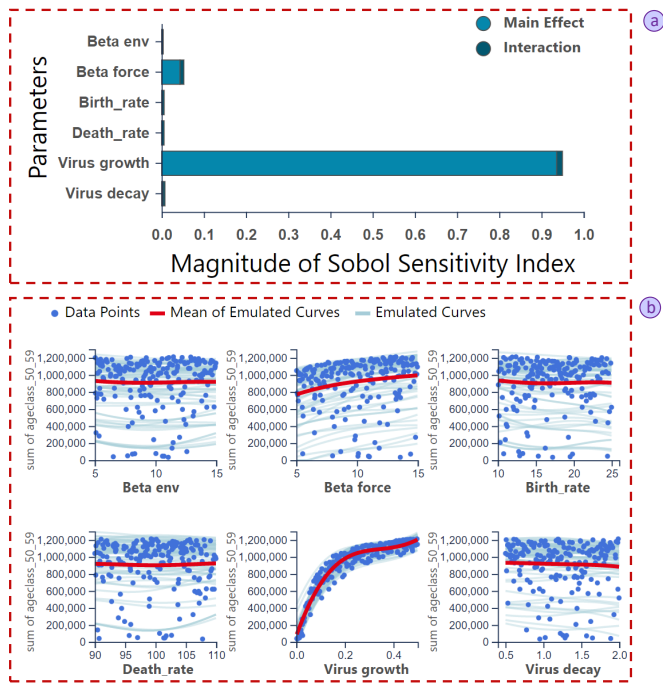 a
Main Effect
Interaction
Parameters
Beta env
Beta force
Birth_rate
Death_rate
Virus growth
Virus decay
0.0 0.1 0.2 0.3 0.4 0.5 0.6 0.7 0.8 0.9 1.0
Magnitude of Sobol Sensitivity Index
b
Data Points Mean of Emulated Curves Emulated Curves
sum of ageclass_50_59
1,200,000
1,000,000
800,000
600,000
400,000
200,000
0
5 10 15
Beta env
sum of ageclass_50_59
1,200,000
1,000,000
800,000
600,000
400,000
200,000
0
5 10 15
Beta force
sum of ageclass_50_59
1,200,000
1,000,000
800,000
600,000
400,000
200,000
0
10 15 20 25
Birth_rate
sum of ageclass_50_59
1,200,000
1,000,000
800,000
600,000
400,000
200,000
0
90 95 100 105 110
Death_rate
sum of ageclass_50_59
1,200,000
1,000,000
800,000
600,000
400,000
200,000
0
0.0 0.2 0.4
Virus growth
sum of ageclass_50_59
1,200,000
1,000,000
800,000
600,000
400,000
200,000
0
0.5 1.0 1.5 2.0
Virus decay